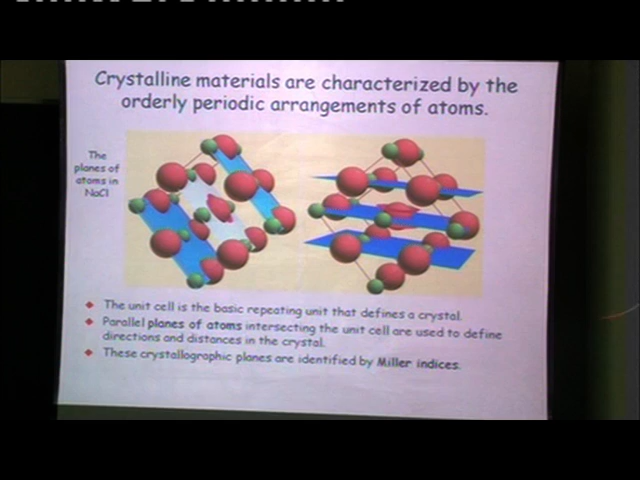 Crystalline materials are characterized by the
orderly periodic arrangements of atoms.
The
planes of
atoms in
NaCl
The unit cell is the basic repeating unit that defines a crystal.
Parallel planes of atoms intersecting the unit cell are used to define
directions and distances in the crystal.
These crystallographic planes are identified by Miller indices.